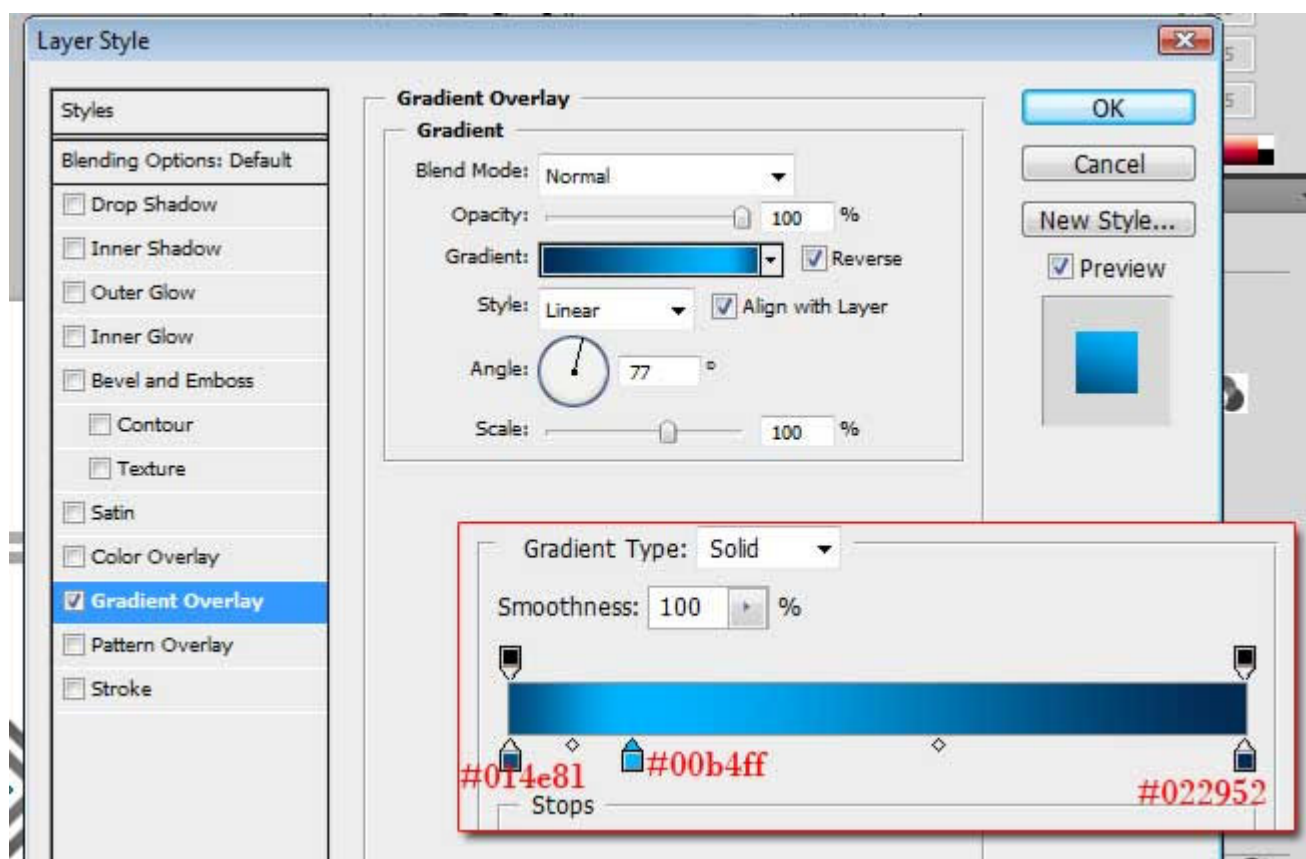 Layer Style
Styles
Blending Options: Default
Drop Shadow
Inner Shadow
Outer Glow
Inner Glow
Bevel and Emboss
Contour
Texture
Satin
Color Overlay
Gradient Overlay
Pattern Overlay
Stroke
Gradient Overlay
Gradient
Blend Mode: Normal
Opacity: 100 %
Gradient: Reverse
Style: Linear Align with Layer
Angle: 77 °
Scale: 100 %
OK
Cancel
New Style...
Preview
Gradient Type: Solid
Smoothness: 100 %
#014e81
#00b4ff
#022952
Stops